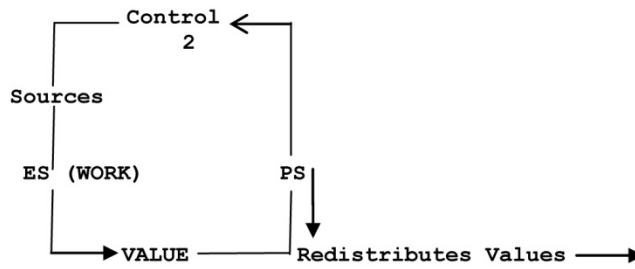 Control
2
Sources
ES (WORK) PS
VALUE Redistributes Values